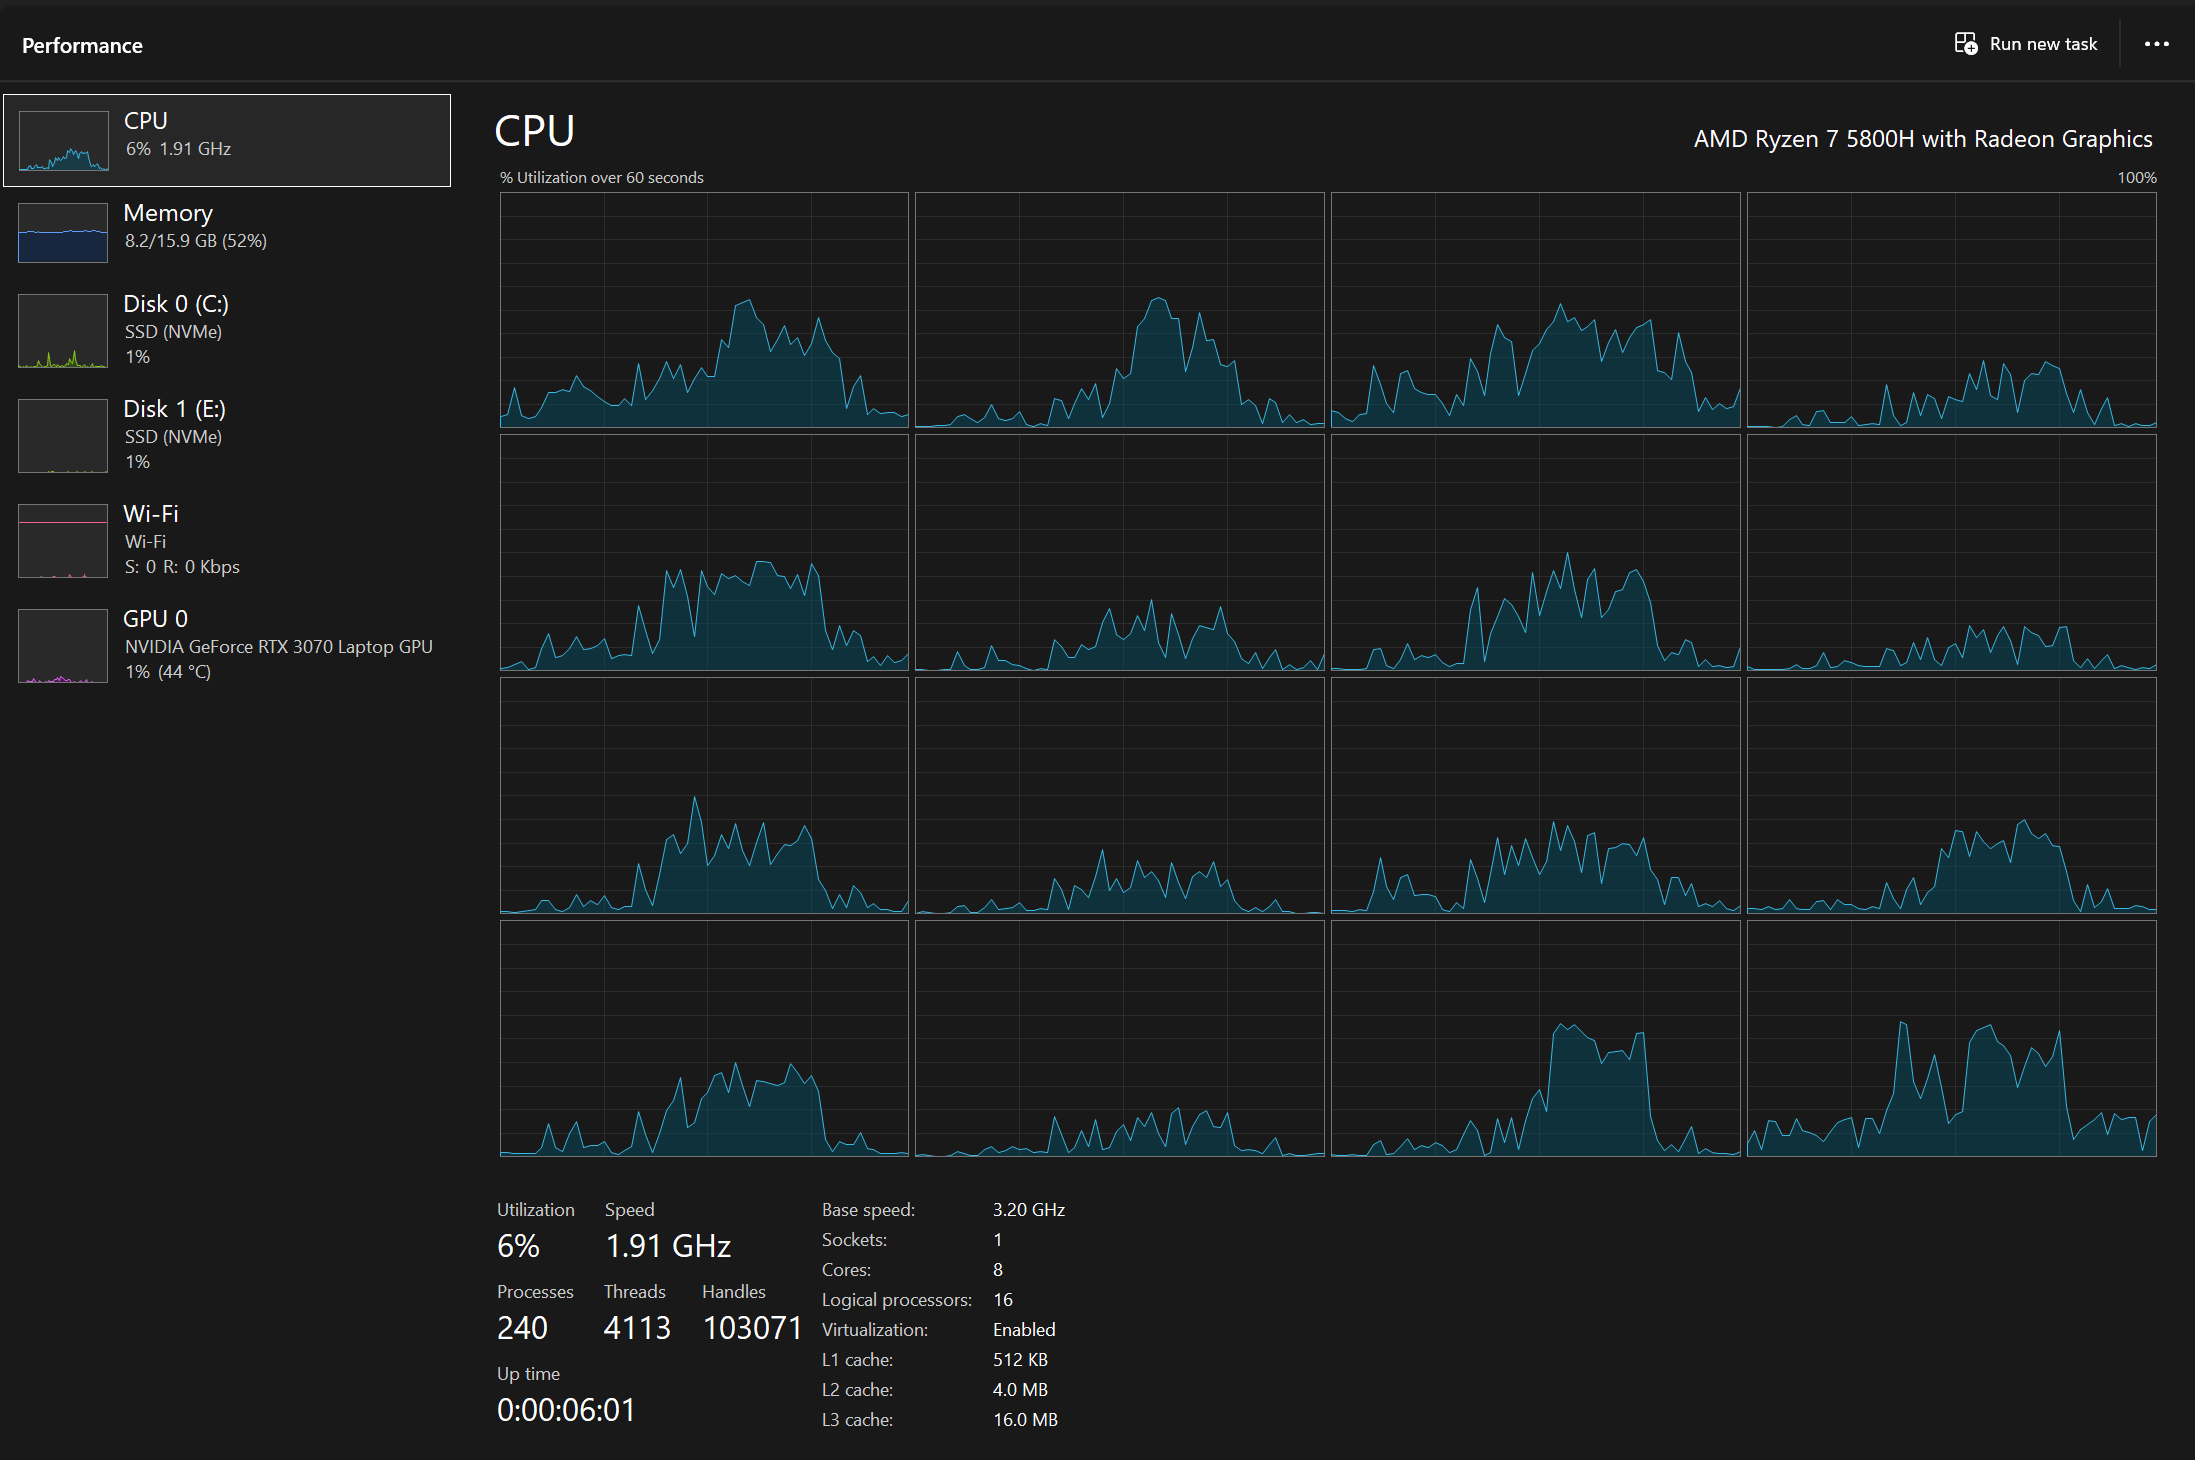 Performance
Run new task
CPU
6% 1.91 GHz
Memory
8.2/15.9 GB (52%)
Disk 0 (C:)
SSD (NVMe)
1%
Disk 1 (E:)
SSD (NVMe)
1%
Wi-Fi
Wi-Fi
S: 0 R: 0 Kbps
GPU 0
NVIDIA GeForce RTX 3070 Laptop GPU
1% (44 °C)
CPU
AMD Ryzen 7 5800H with Radeon Graphics
% Utilization over 60 seconds
100%
Utilization Speed
6% 1.91 GHz
Processes Threads Handles
240 4113 103071
Up time
0:00:06:01
Base speed: 3.20 GHz
Sockets: 1
Cores: 8
Logical processors: 16
Virtualization: Enabled
L1 cache: 512 KB
L2 cache: 4.0 MB
L3 cache: 16.0 MB